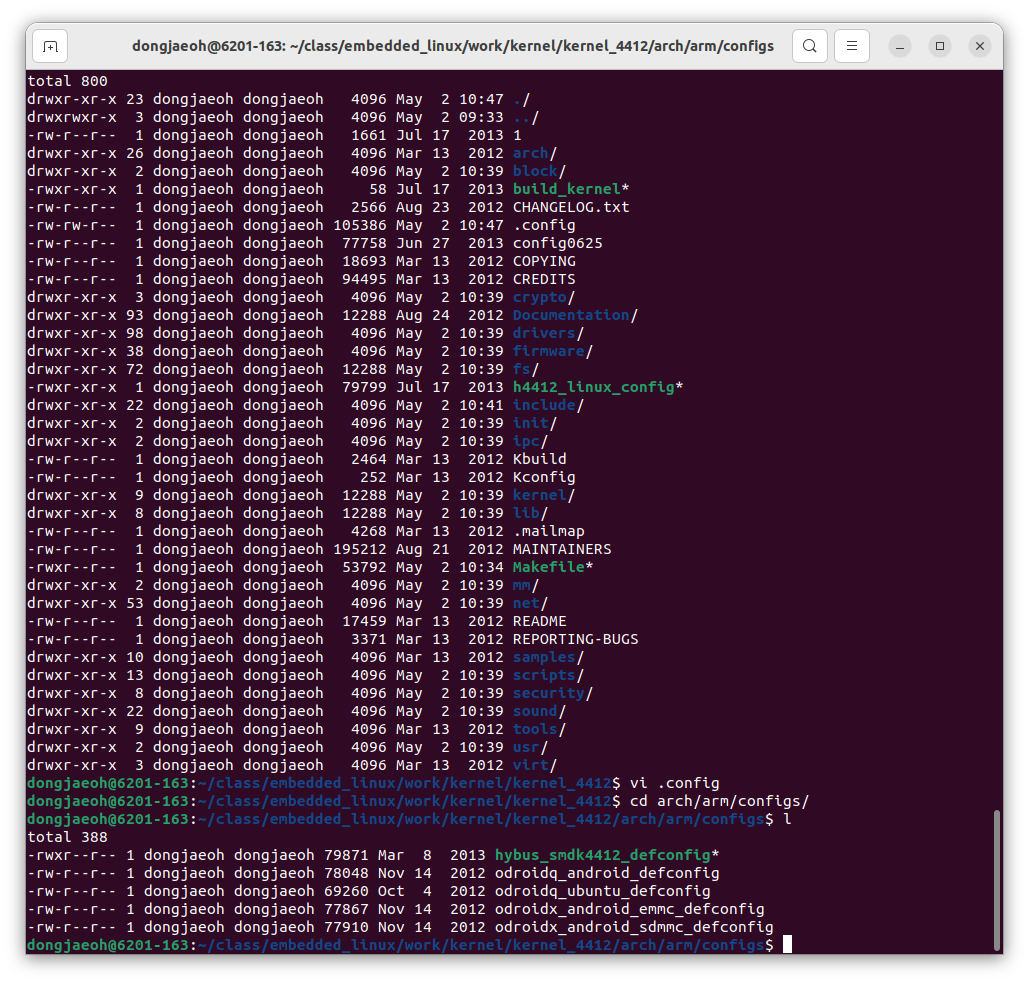 dongjaeoh@6201-163: ~/class/embedded_linux/work/kernel/kernel_4412/arch/arm/configs
total 800
drwxr-xr-x 23 dongjaeoh dongjaeoh   4096 May  2 10:47 ./
drwxrwxr-x  3 dongjaeoh dongjaeoh   4096 May  2 09:33 ../
-rw-r--r--  1 dongjaeoh dongjaeoh   1661 Jul 17  2013 1
drwxr-xr-x 26 dongjaeoh dongjaeoh   4096 Mar 13  2012 arch/
drwxr-xr-x  2 dongjaeoh dongjaeoh   4096 May  2 10:39 block/
-rwxr-xr-x  1 dongjaeoh dongjaeoh     58 Jul 17  2013 build_kernel*
-rw-r--r--  1 dongjaeoh dongjaeoh   2566 Aug 23  2012 CHANGELOG.txt
-rw-rw-r--  1 dongjaeoh dongjaeoh 105386 May  2 10:47 .config
-rw-r--r--  1 dongjaeoh dongjaeoh  77758 Jun 27  2013 config0625
-rw-r--r--  1 dongjaeoh dongjaeoh  18693 Mar 13  2012 COPYING
-rw-r--r--  1 dongjaeoh dongjaeoh  94495 Mar 13  2012 CREDITS
drwxr-xr-x  3 dongjaeoh dongjaeoh   4096 May  2 10:39 crypto/
drwxr-xr-x 93 dongjaeoh dongjaeoh  12288 Aug 24  2012 Documentation/
drwxr-xr-x 98 dongjaeoh dongjaeoh   4096 May  2 10:39 drivers/
drwxr-xr-x 38 dongjaeoh dongjaeoh   4096 May  2 10:39 firmware/
drwxr-xr-x 72 dongjaeoh dongjaeoh  12288 May  2 10:39 fs/
-rwxr-xr-x  1 dongjaeoh dongjaeoh  79799 Jul 17  2013 h4412_linux_config*
drwxr-xr-x 22 dongjaeoh dongjaeoh   4096 May  2 10:41 include/
drwxr-xr-x  2 dongjaeoh dongjaeoh   4096 May  2 10:39 init/
drwxr-xr-x  2 dongjaeoh dongjaeoh   4096 May  2 10:39 ipc/
-rw-r--r--  1 dongjaeoh dongjaeoh   2464 Mar 13  2012 Kbuild
-rw-r--r--  1 dongjaeoh dongjaeoh    252 Mar 13  2012 Kconfig
drwxr-xr-x  9 dongjaeoh dongjaeoh  12288 May  2 10:39 kernel/
drwxr-xr-x  8 dongjaeoh dongjaeoh  12288 May  2 10:39 lib/
-rw-r--r--  1 dongjaeoh dongjaeoh   4268 Mar 13  2012 .mailmap
-rw-r--r--  1 dongjaeoh dongjaeoh 195212 Aug 21  2012 MAINTAINERS
-rwxr-xr--  1 dongjaeoh dongjaeoh  53792 May  2 10:34 Makefile*
drwxr-xr-x  2 dongjaeoh dongjaeoh   4096 May  2 10:39 mm/
drwxr-xr-x 53 dongjaeoh dongjaeoh   4096 May  2 10:39 net/
-rw-r--r--  1 dongjaeoh dongjaeoh  17459 Mar 13  2012 README
-rw-r--r--  1 dongjaeoh dongjaeoh   3371 Mar 13  2012 REPORTING-BUGS
drwxr-xr-x 10 dongjaeoh dongjaeoh   4096 Mar 13  2012 samples/
drwxr-xr-x 13 dongjaeoh dongjaeoh   4096 May  2 10:39 scripts/
drwxr-xr-x  8 dongjaeoh dongjaeoh   4096 May  2 10:39 security/
drwxr-xr-x 22 dongjaeoh dongjaeoh   4096 May  2 10:39 sound/
drwxr-xr-x  9 dongjaeoh dongjaeoh   4096 Mar 13  2012 tools/
drwxr-xr-x  2 dongjaeoh dongjaeoh   4096 May  2 10:39 usr/
drwxr-xr-x  3 dongjaeoh dongjaeoh   4096 Mar 13  2012 virt/
dongjaeoh@6201-163:~/class/embedded_linux/work/kernel/kernel_4412$ vi .config
dongjaeoh@6201-163:~/class/embedded_linux/work/kernel/kernel_4412$ cd arch/arm/configs/
dongjaeoh@6201-163:~/class/embedded_linux/work/kernel/kernel_4412/arch/arm/configs$ l
total 388
-rwxr--r-- 1 dongjaeoh dongjaeoh 79871 Mar  8  2013 hybus_smdk4412_defconfig*
-rw-r--r-- 1 dongjaeoh dongjaeoh 78048 Nov 14  2012 odroidq_android_defconfig
-rw-r--r-- 1 dongjaeoh dongjaeoh 69260 Oct  4  2012 odroidq_ubuntu_defconfig
-rw-r--r-- 1 dongjaeoh dongjaeoh 77867 Nov 14  2012 odroidx_android_emmc_defconfig
-rw-r--r-- 1 dongjaeoh dongjaeoh 77910 Nov 14  2012 odroidx_android_sdmmc_defconfig
dongjaeoh@6201-163:~/class/embedded_linux/work/kernel/kernel_4412/arch/arm/configs$